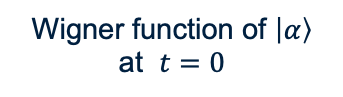 Wigner function of |α⟩
at t = 0